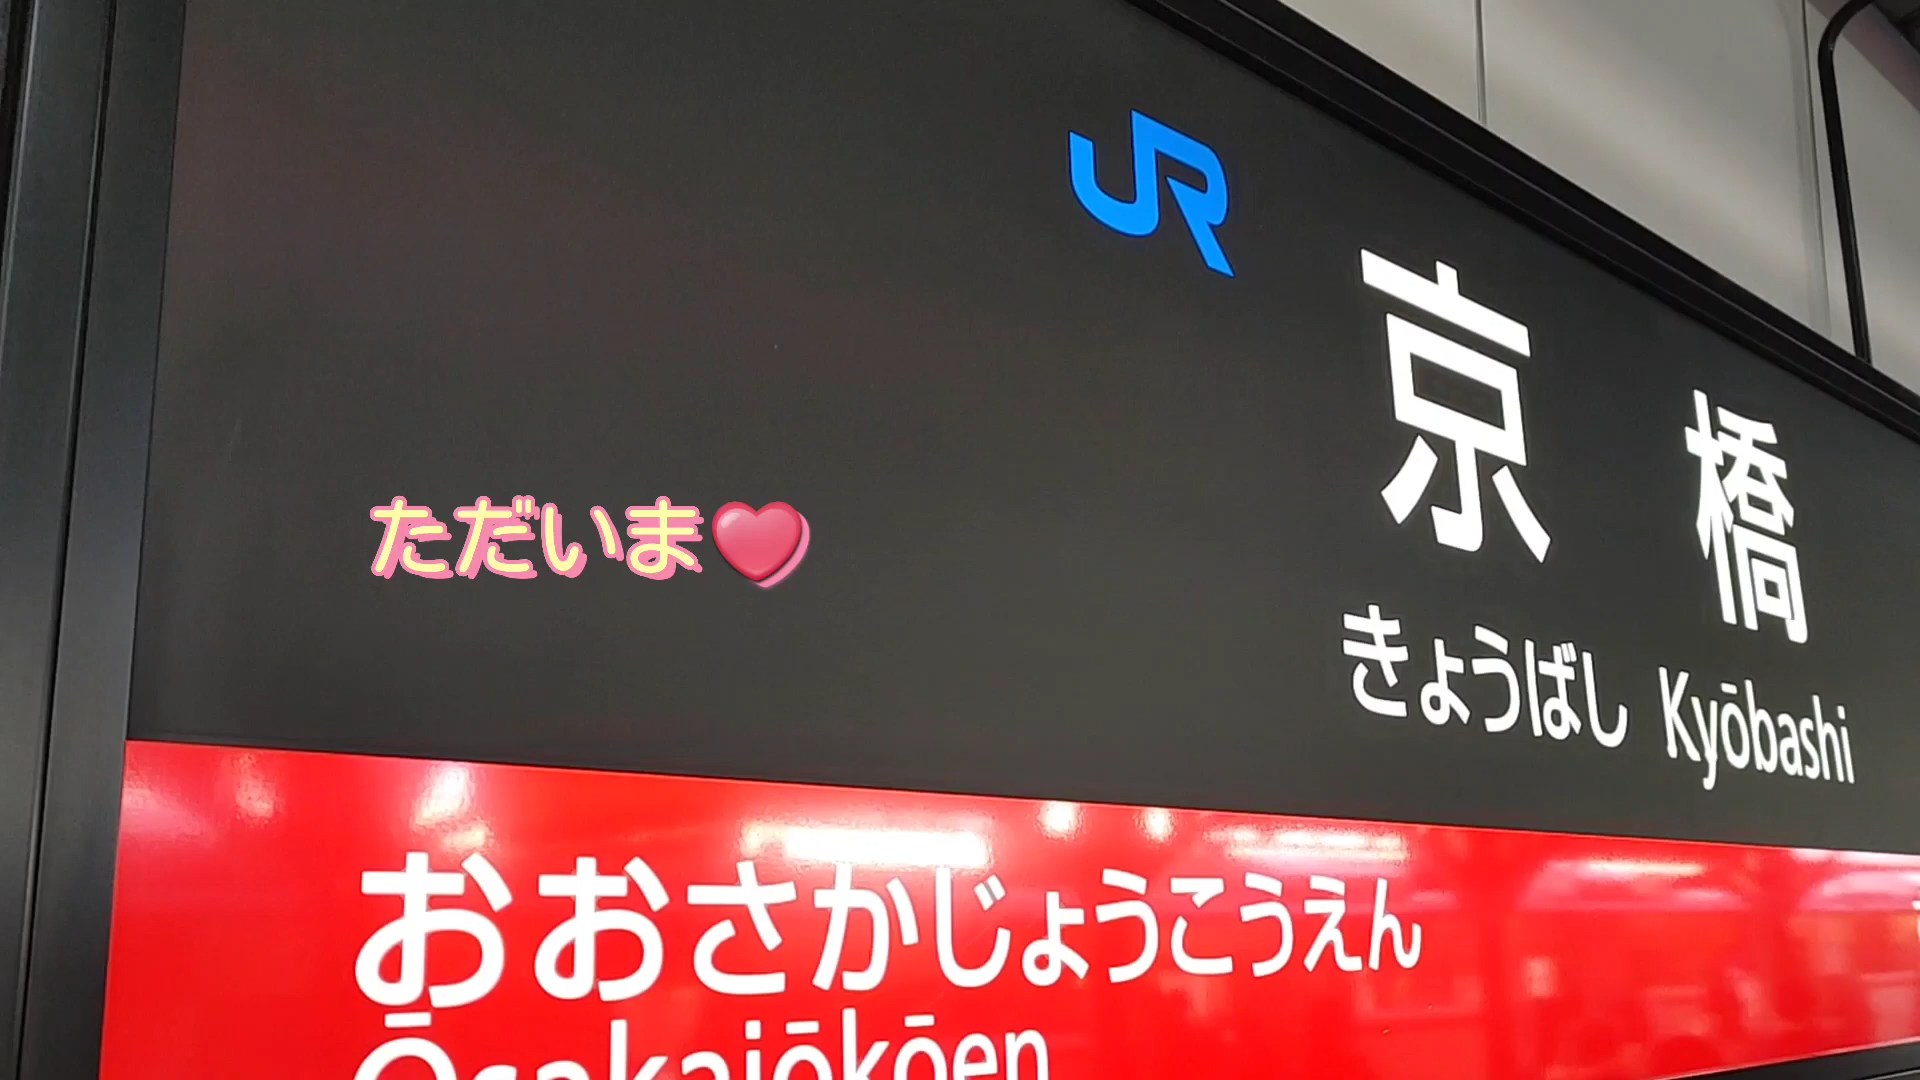 JR
京橋
ただいま❤
きょうばし Kyōbashi
おおさかじょうこうえん
Ōsakajōkōen